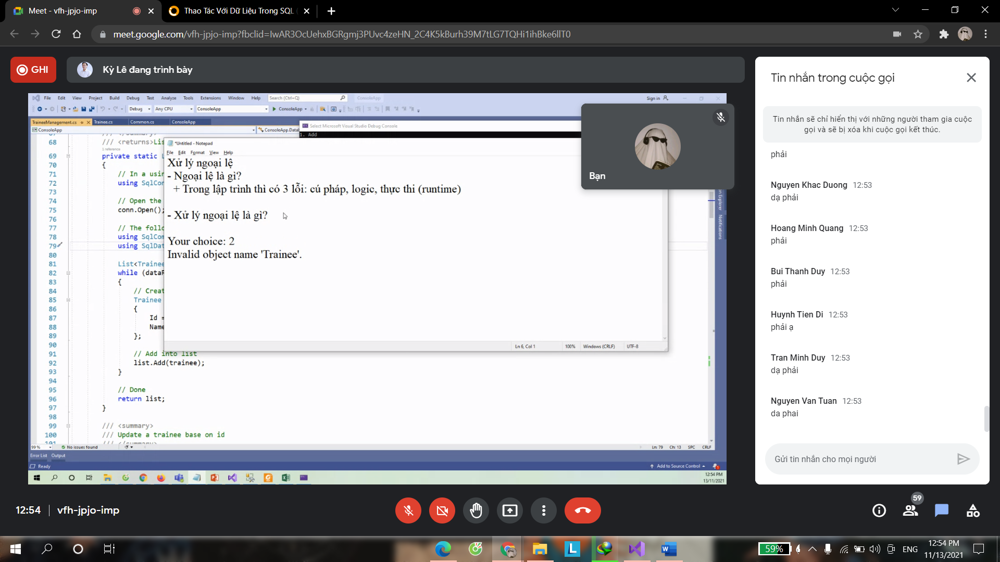 Meet - vfh-jpjo-imp
Thao Tác Với Dữ Liệu Trong SQL
meet.google.com/vfh-jpjo-imp?fbclid=IwAR3OcUehxBGRgmj3PUvc4zeHN_2C4K5kBurh39M7tLG7TQHi1ihBke6llT0
GHI
Kỳ Lê đang trình bày
File Edit View Project Build Debug Test Analyze Tools Extensions Window Help Search (Ctrl+Q) ConsoleApp Sign in
Debug Any CPU ConsoleApp ConsoleApp
TraineeManagement.cs Trainee.cs Common.cs ConsoleApp
ConsoleApp ConsoleApp.Datab
Select Microsoft Visual Studio Debug Console
1. Add
*Untitled - Notepad
File Edit Format View Help
Xử lý ngoại lệ
- Ngoại lệ là gì?
+ Trong lập trình thì có 3 lỗi: cú pháp, logic, thực thi (runtime)
- Xử lý ngoại lệ là gì?
Your choice: 2
Invalid object name 'Trainee'.
Ln 6, Col 1 100% Windows (CRLF) UTF-8
68 /// <returns>Lis
1 reference
69 private static L
70 {
71 // In a usin
72 using SqlCon
73
74 // Open the
75 conn.Open();
76
77 // The follo
78 using SqlCom
79 using SqlDat
80
81 List<Trainee
82 while (dataR
83 {
84 // Creat
85 Trainee
86 {
87 Id =
88 Name
89 };
90
91 // Add into list
92 list.Add(trainee);
93 }
94
95 // Done
96 return list;
97 }
98
99 /// <summary>
100 /// Update a trainee base on id
101 /// </summary>
99 % No issues found Ln: 79 Ch: 13 SPC CRLF
Error List Output
Ready Add to Source Control
Notifications
12:54 PM
13/11/2021
Bạn
Tin nhắn trong cuộc gọi
Tin nhắn sẽ chỉ hiển thị với những người tham gia cuộc
gọi và sẽ bị xóa khi cuộc gọi kết thúc.
phải
Nguyen Khac Duong 12:53
dạ phải
Hoang Minh Quang 12:53
phải
Bui Thanh Duy 12:53
phải
Huynh Tien Di 12:53
phải ạ
Tran Minh Duy 12:53
dạ phải
Nguyen Van Tuan 12:53
da phai
Gửi tin nhắn cho mọi người
12:54 vfh-jpjo-imp
59
59%
ENG
12:54 PM
11/13/2021